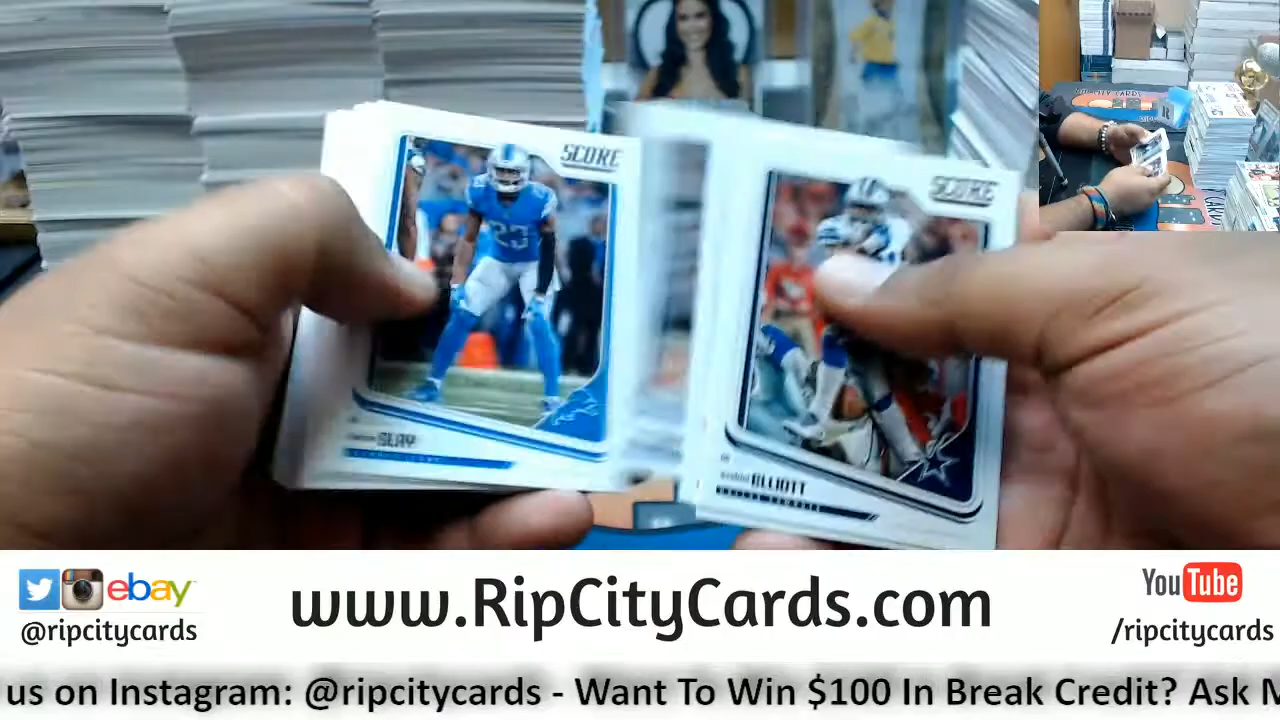 SCORE
23
SLAY
SCORE
ELLIOTT
ebay
@ripcitycards
www.RipCityCards.com
YouTube
/ripcitycards
us on Instagram: @ripcitycards - Want To Win $100 In Break Credit? Ask M